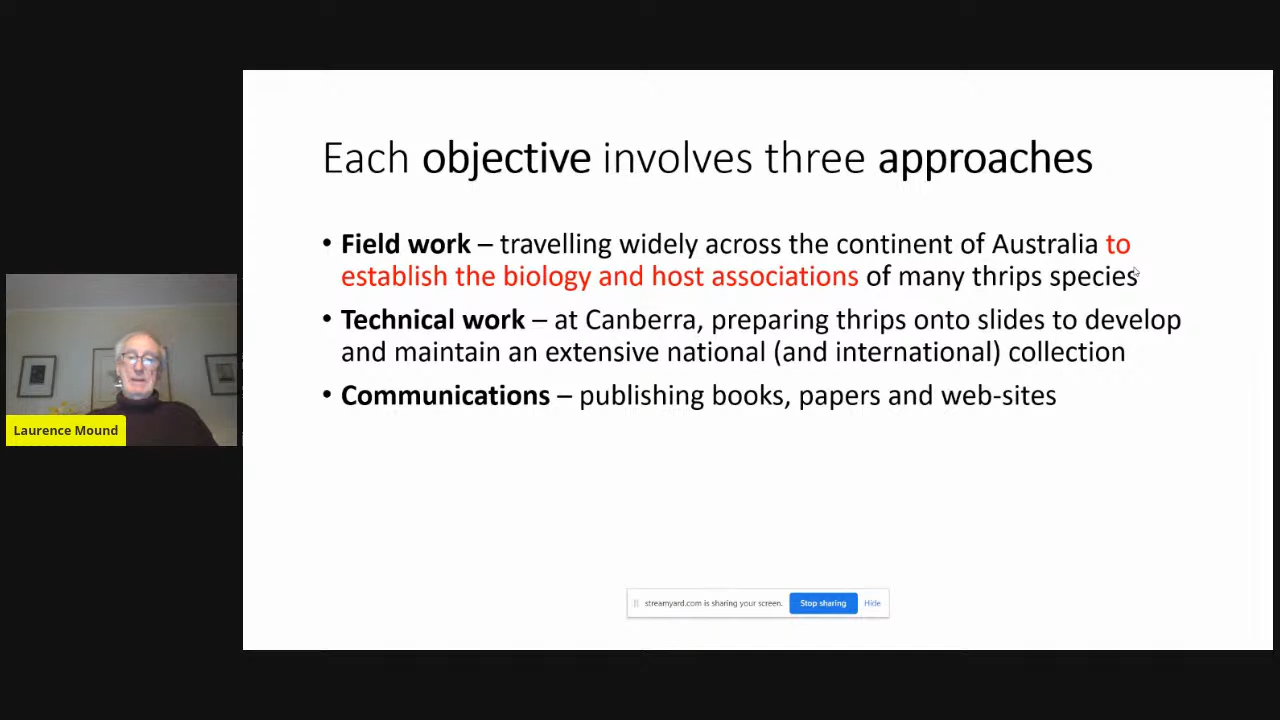 Each objective involves three approaches
• Field work – travelling widely across the continent of Australia to
establish the biology and host associations of many thrips species
• Technical work – at Canberra, preparing thrips onto slides to develop
and maintain an extensive national (and international) collection
• Communications – publishing books, papers and web-sites
Laurence Mound
streamyard.com is sharing your screen. Stop sharing Hide